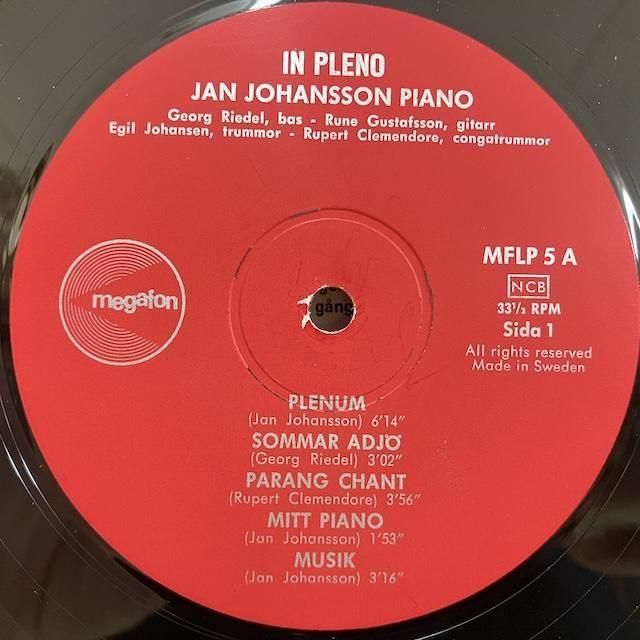 IN PLENO
JAN JOHANSSON PIANO
Georg Riedel, bas - Rune Gustafsson, gitarr
Egil Johansen, trummor - Rupert Clemendore, congatrummor
megafon
MFLP 5 A
NCB
33⅓ RPM
Sida 1
All rights reserved
Made in Sweden
gång
PLENUM
(Jan Johansson) 6'14"
SOMMAR ADJÖ
(Georg Riedel) 3'02"
PARANG CHANT
(Rupert Clemendore) 3'56"
MITT PIANO
(Jan Johansson) 1'53"
MUSIK
(Jan Johansson) 3'16"